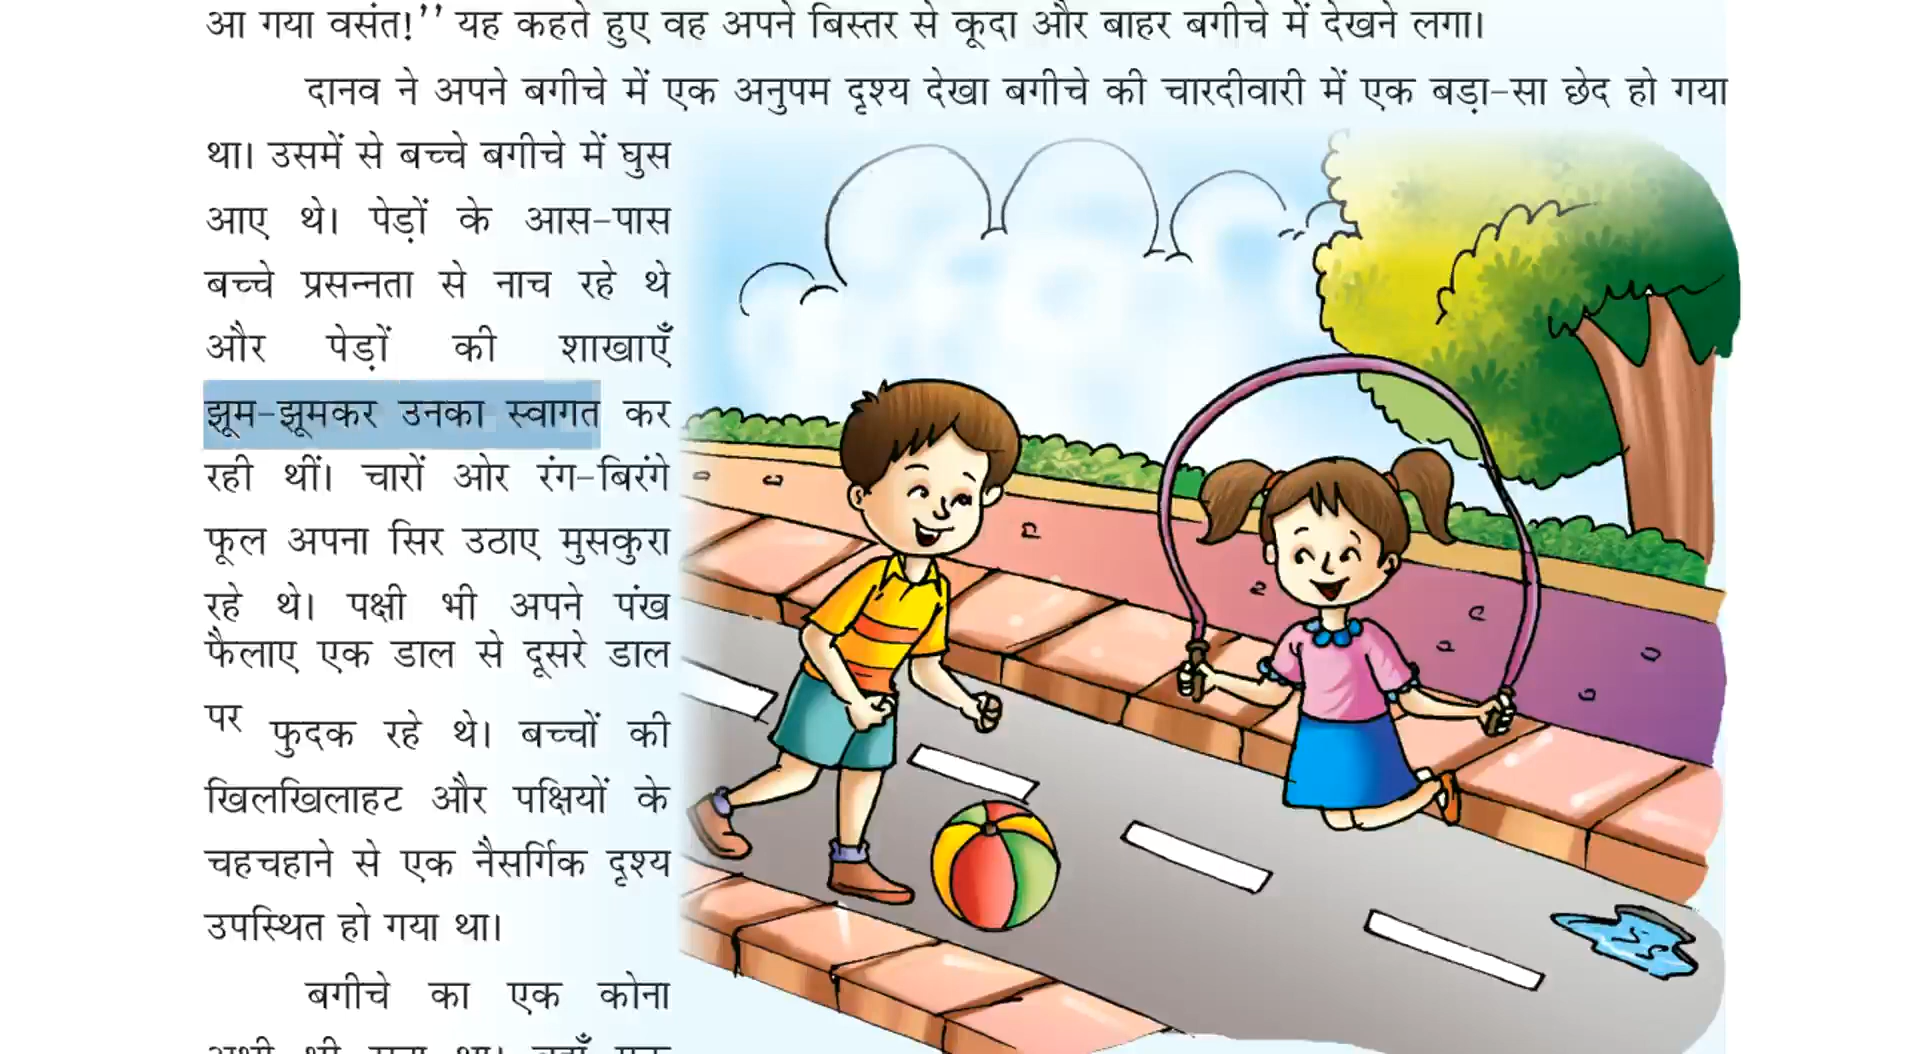 आ गया वसंत!’’ यह कहते हुए वह अपने बिस्तर से कूदा और बाहर बगीचे में देखने लगा।
दानव ने अपने बगीचे में एक अनुपम दृश्य देखा बगीचे की चारदीवारी में एक बड़ा-सा छेद हो गया
था। उसमें से बच्चे बगीचे में घुस
आए थे। पेड़ों के आस-पास
बच्चे प्रसन्नता से नाच रहे थे
और पेड़ों की शाखाएँ
झूम-झूमकर उनका स्वागत कर
रही थीं। चारों ओर रंग-बिरंगे
फूल अपना सिर उठाए मुसकुरा
रहे थे। पक्षी भी अपने पंख
फैलाए एक डाल से दूसरे डाल
पर फुदक रहे थे। बच्चों की
खिलखिलाहट और पक्षियों के
चहचहाने से एक नैसर्गिक दृश्य
उपस्थित हो गया था।
बगीचे का एक कोना